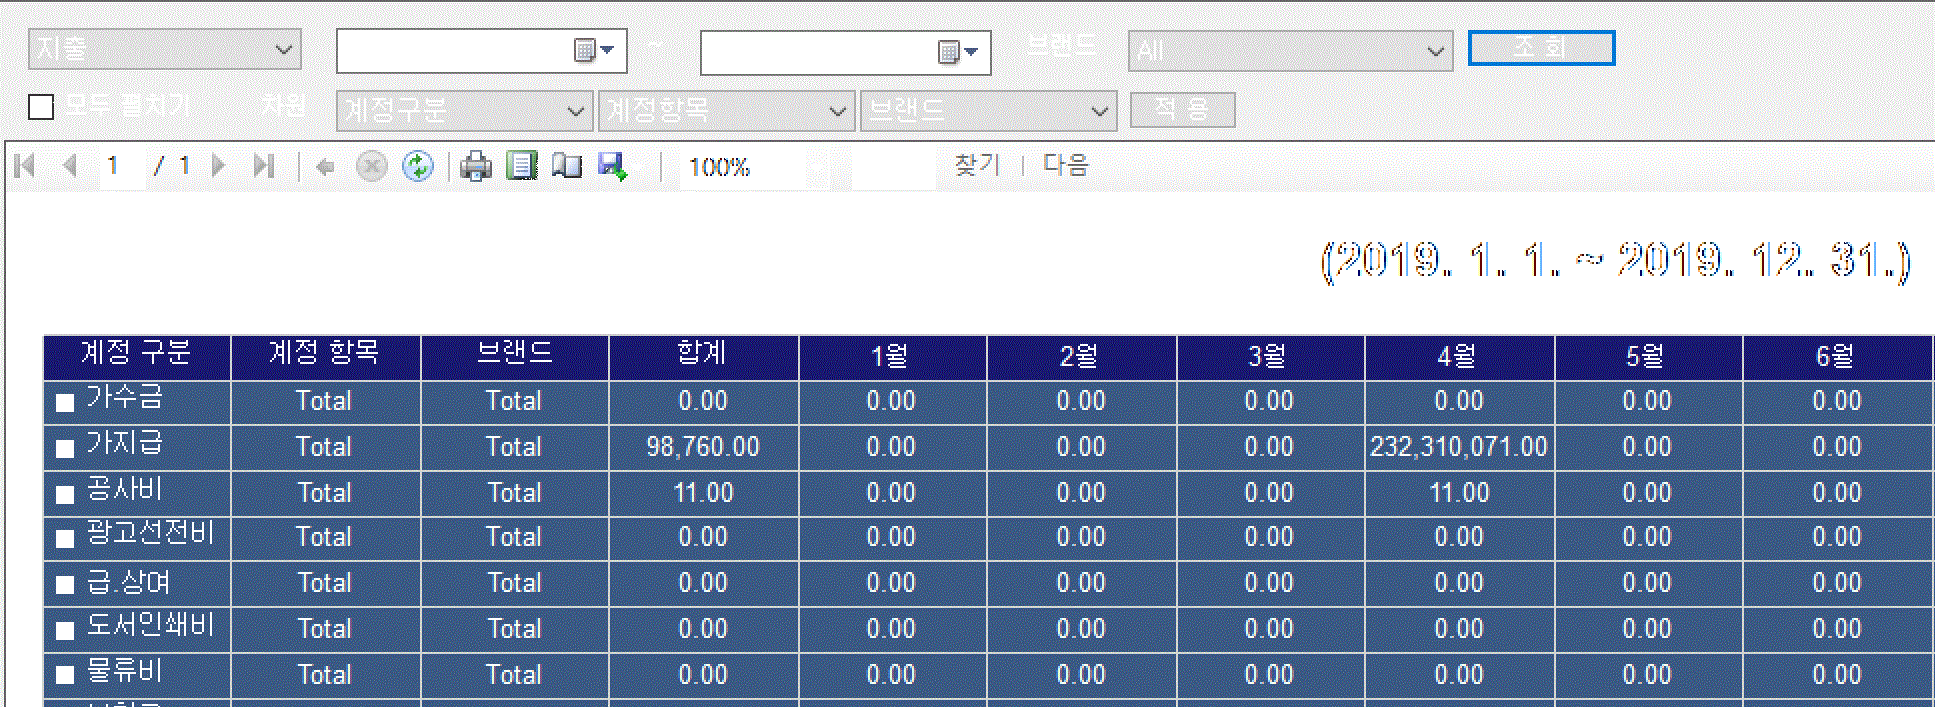 지출 ~ 브랜드 All 조 회
모두 펼치기 차원 계정구분 계정항목 브랜드 적 용
1 / 1 100% 찾기 | 다음
(2019. 1. 1. ~ 2019. 12. 31.)
계정 구분 계정 항목 브랜드 합계 1월 2월 3월 4월 5월 6월
가수금 Total Total 0.00 0.00 0.00 0.00 0.00 0.00 0.00
가지급 Total Total 98,760.00 0.00 0.00 0.00 232,310,071.00 0.00 0.00
공사비 Total Total 11.00 0.00 0.00 0.00 11.00 0.00 0.00
광고선전비 Total Total 0.00 0.00 0.00 0.00 0.00 0.00 0.00
급.상여 Total Total 0.00 0.00 0.00 0.00 0.00 0.00 0.00
도서인쇄비 Total Total 0.00 0.00 0.00 0.00 0.00 0.00 0.00
물류비 Total Total 0.00 0.00 0.00 0.00 0.00 0.00 0.00